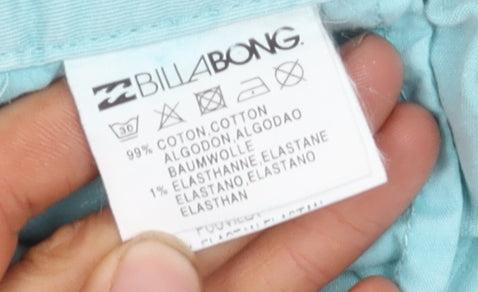 BILLABONG.
30
99% COTON,COTTON
ALGODON,ALGODAO
BAUMWOLLE
1% ELASTHANNE,ELASTANE
ELASTANO,ELASTANO
ELASTHAN